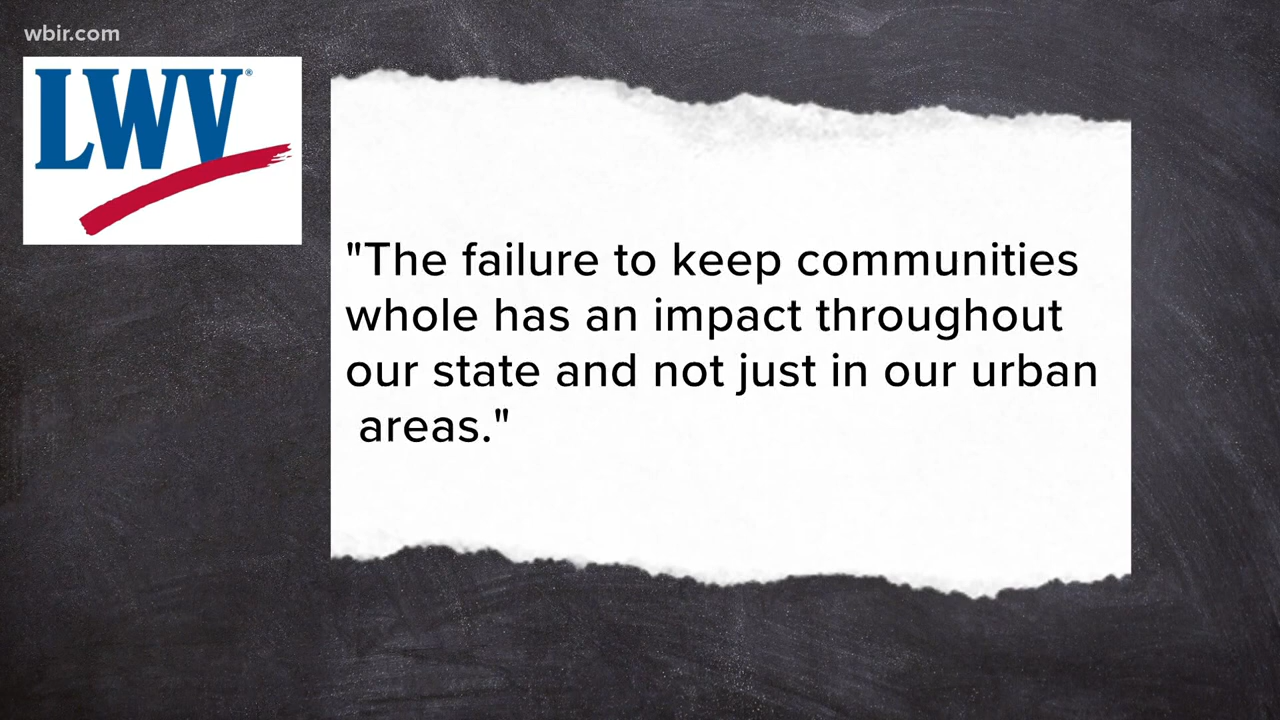 wbir.com
LWV®
"The failure to keep communities
whole has an impact throughout
our state and not just in our urban
areas."